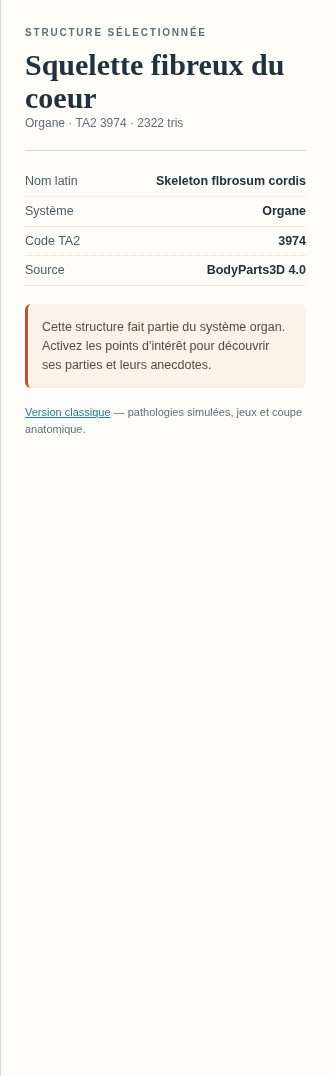 STRUCTURE SÉLECTIONNÉE
Squelette fibreux du
coeur
Organe · TA2 3974 · 2322 tris
Nom latin Skeleton fIbrosum cordis
Système Organe
Code TA2 3974
Source BodyParts3D 4.0
Cette structure fait partie du système organ.
Activez les points d'intérêt pour découvrir
ses parties et leurs anecdotes.
Version classique — pathologies simulées, jeux et coupe
anatomique.